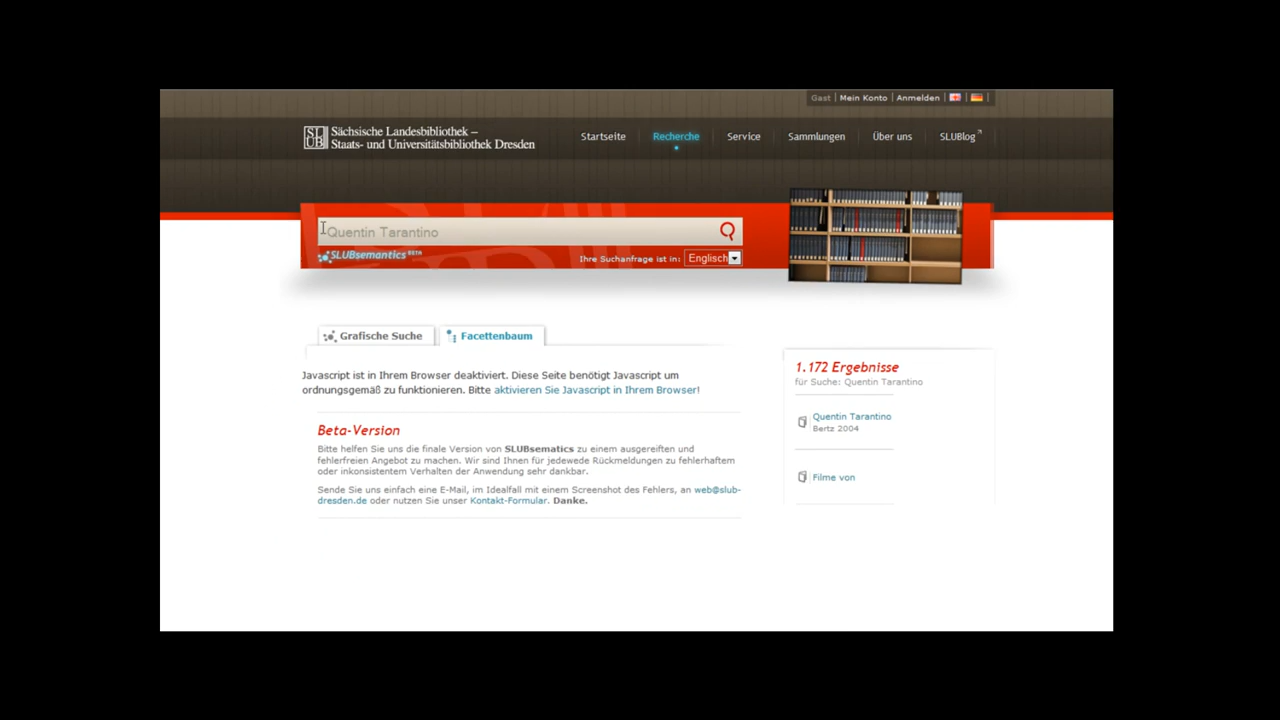 Gast | Mein Konto | Anmelden | | |
SLUB Sächsische Landesbibliothek –
Staats- und Universitätsbibliothek Dresden
Startseite Recherche Service Sammlungen Über uns SLUBlog
Quentin Tarantino
SLUBsemantics BETA
Ihre Suchanfrage ist in: Englisch
Grafische Suche Facettenbaum
Javascript ist in Ihrem Browser deaktiviert. Diese Seite benötigt Javascript um
ordnungsgemäß zu funktionieren. Bitte aktivieren Sie Javascript in Ihrem Browser!
Beta-Version
Bitte helfen Sie uns die finale Version von SLUBsematics zu einem ausgereiften und
fehlerfreien Angebot zu machen. Wir sind Ihnen für jedewede Rückmeldungen zu fehlerhaftem
oder inkonsistentem Verhalten der Anwendung sehr dankbar.
Sende Sie uns einfach eine E-Mail, im Idealfall mit einem Screenshot des Fehlers, an web@slub-
dresden.de oder nutzen Sie unser Kontakt-Formular. Danke.
1.172 Ergebnisse
für Suche: Quentin Tarantino
Quentin Tarantino
Bertz 2004
Filme von